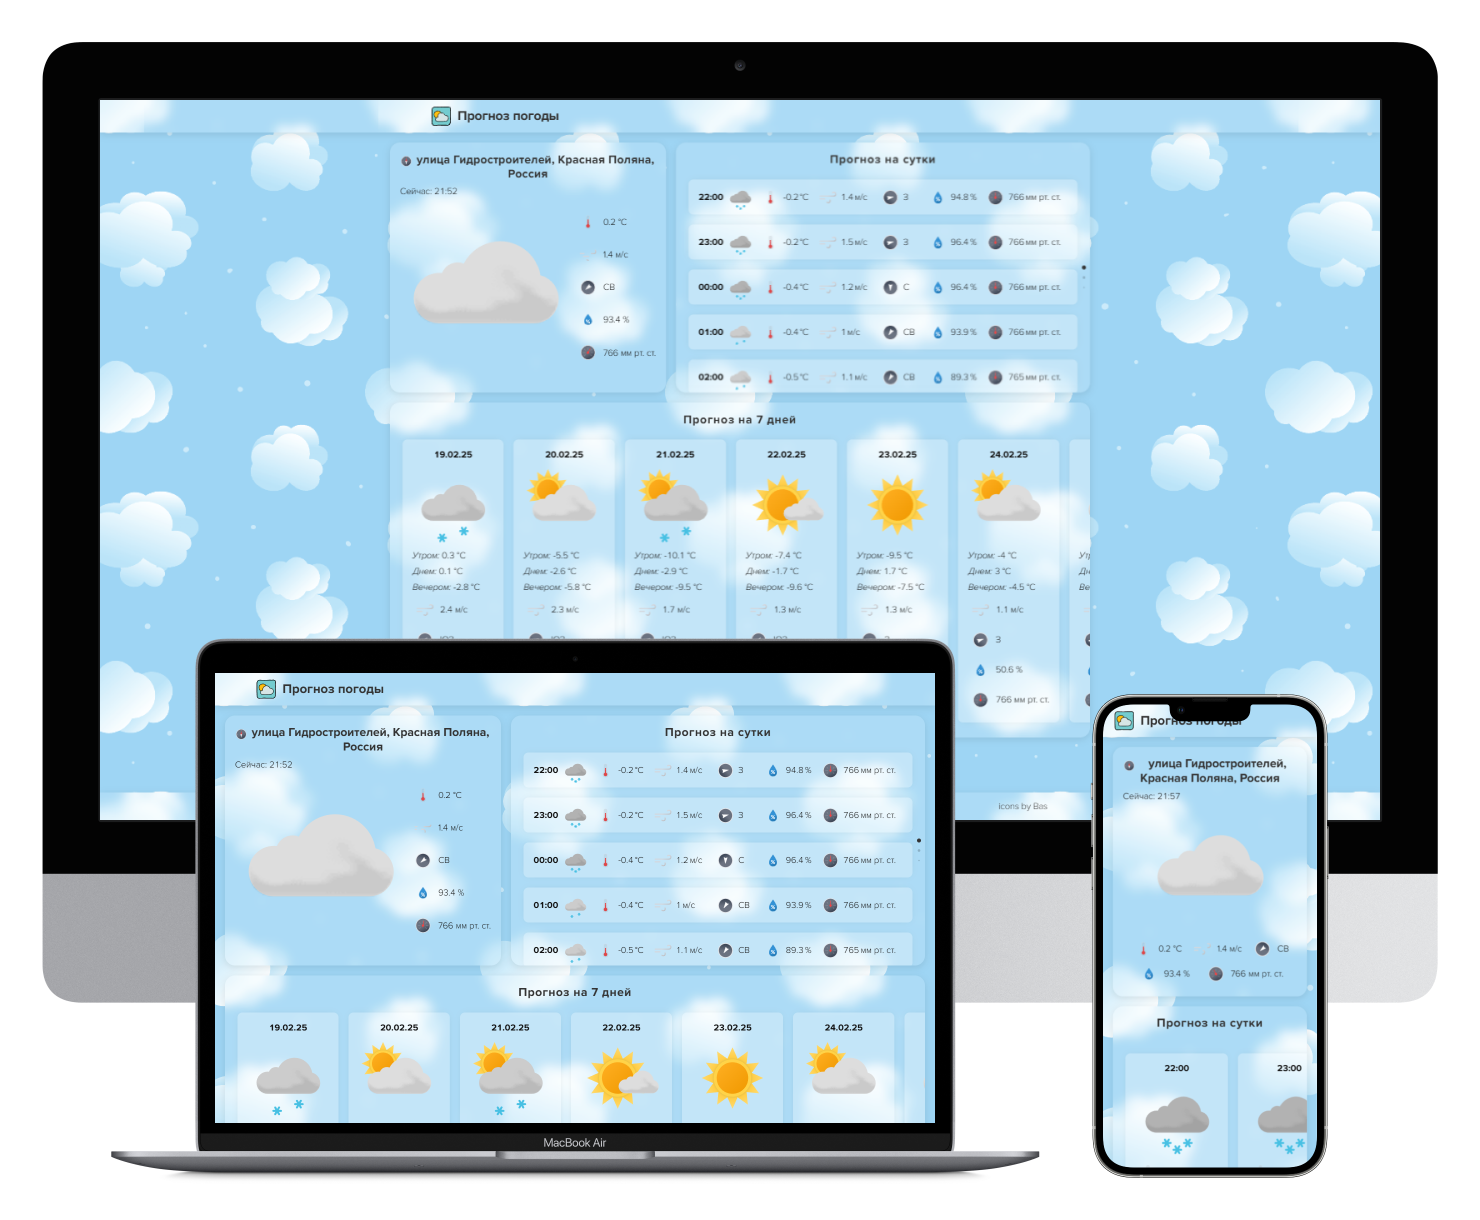 Прогноз погоды
улица Гидростроителей, Красная Поляна,
Россия
Сейчас: 21:52
0.2 °C
1.4 м/с
СВ
93.4 %
766 мм рт. ст.
Прогноз на сутки
22:00 -0.2 °C 1.4 м/с З 94.8 % 766 мм рт. ст.
23:00 -0.2 °C 1.5 м/с З 96.4 % 766 мм рт. ст.
00:00 -0.4 °C 1.2 м/с С 96.4 % 766 мм рт. ст.
01:00 -0.4 °C 1 м/с СВ 93.9 % 766 мм рт. ст.
02:00 -0.5 °C 1.1 м/с СВ 89.3 % 765 мм рт. ст.
Прогноз на 7 дней
19.02.25 20.02.25 21.02.25 22.02.25 23.02.25 24.02.25
Утром: 0.3 °C Утром: -5.5 °C Утром: -10.1 °C Утром: -7.4 °C Утром: -9.5 °C Утром: -4 °C
Днем: 0.1 °C Днем: -2.6 °C Днем: -2.9 °C Днем: -1.7 °C Днем: 1.7 °C Днем: 3 °C
Вечером: -2.8 °C Вечером: -5.8 °C Вечером: -9.5 °C Вечером: -9.6 °C Вечером: -7.5 °C Вечером: -4.5 °C
2.4 м/с 2.3 м/с 1.7 м/с 1.3 м/с 1.3 м/с 1.1 м/с
З
50.6 %
766 мм рт. ст.
icons by Bas
Прогноз погоды
улица Гидростроителей, Красная Поляна,
Россия
Сейчас: 21:52
0.2 °C
1.4 м/с
СВ
93.4 %
766 мм рт. ст.
Прогноз на сутки
22:00 -0.2 °C 1.4 м/с З 94.8 % 766 мм рт. ст.
23:00 -0.2 °C 1.5 м/с З 96.4 % 766 мм рт. ст.
00:00 -0.4 °C 1.2 м/с С 96.4 % 766 мм рт. ст.
01:00 -0.4 °C 1 м/с СВ 93.9 % 766 мм рт. ст.
02:00 -0.5 °C 1.1 м/с СВ 89.3 % 765 мм рт. ст.
Прогноз на 7 дней
19.02.25 20.02.25 21.02.25 22.02.25 23.02.25 24.02.25
MacBook Air
Прогноз погоды
улица Гидростроителей,
Красная Поляна, Россия
Сейчас: 21:57
0.2 °C 1.4 м/с СВ
93.4 % 766 мм рт. ст.
Прогноз на сутки
22:00 23:00